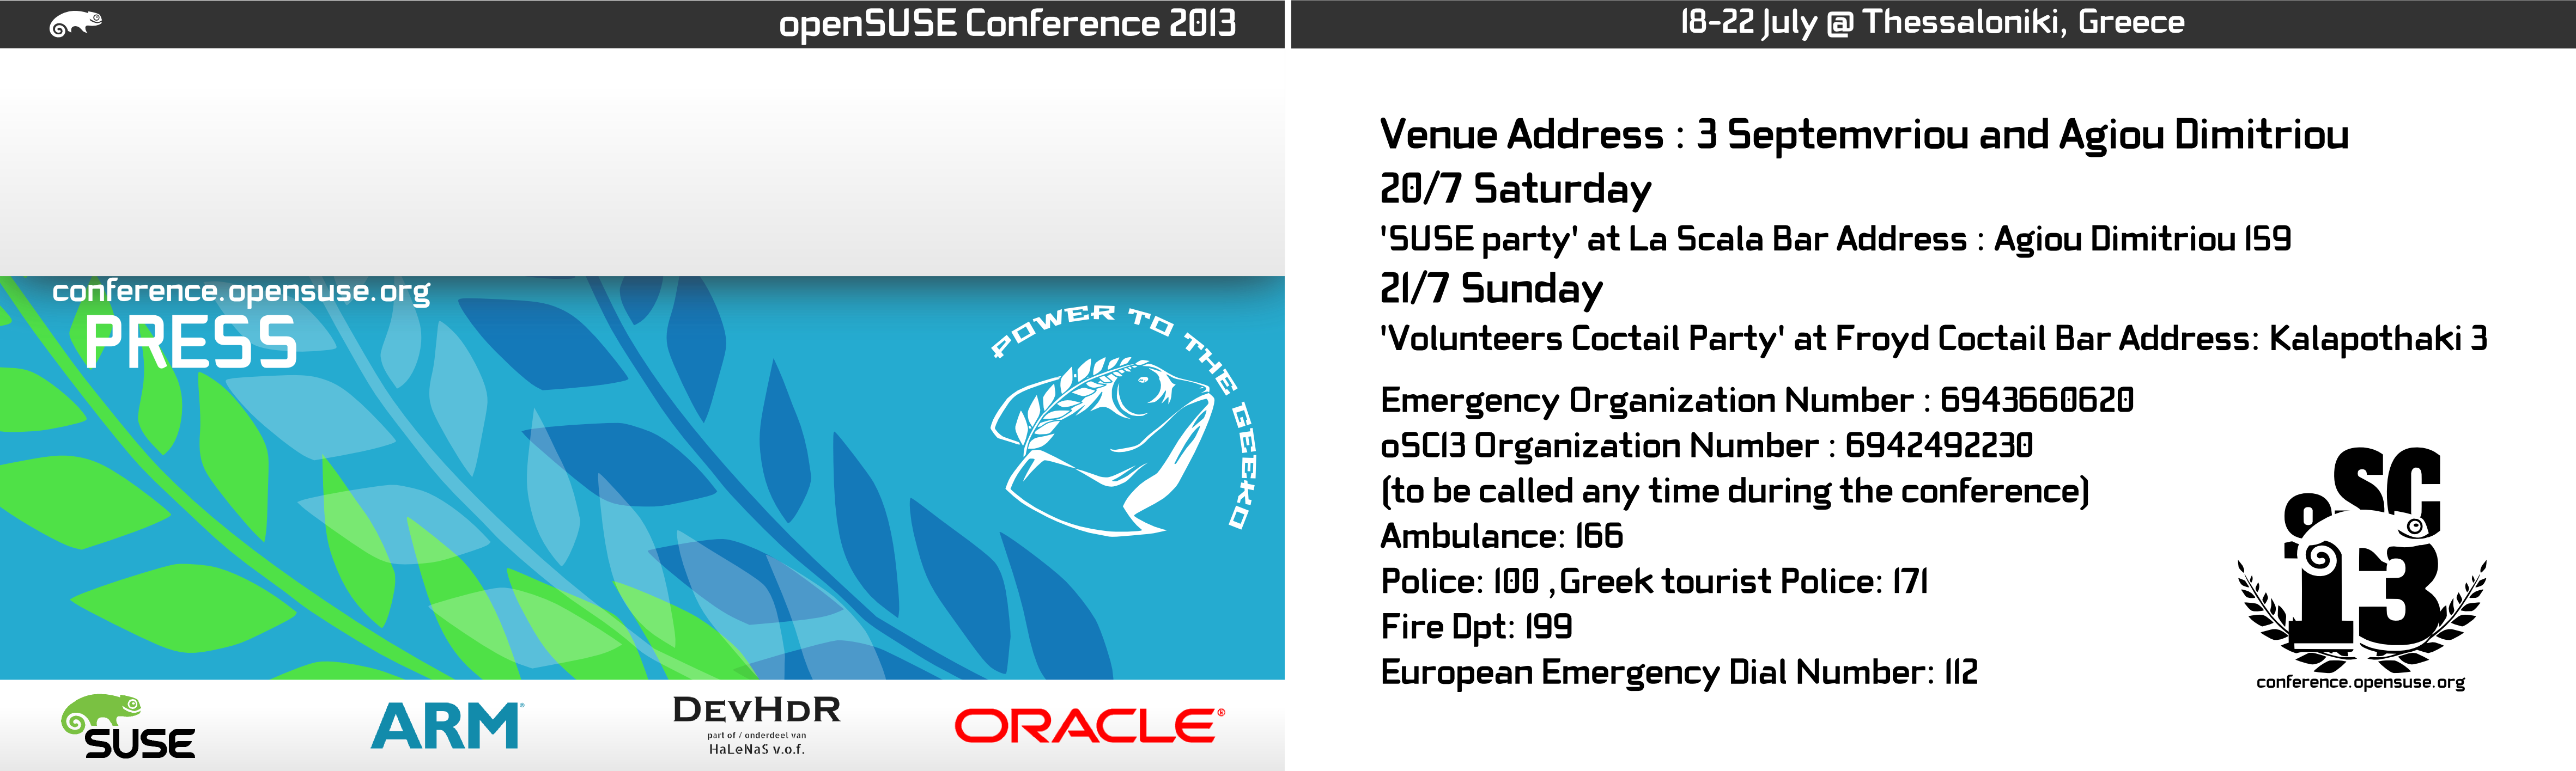 openSUSE Conference 2013
conference.opensuse.org
PRESS
POWER TO THE GEEKO
SUSE
ARM®
DevHdR
part of / onderdeel van
HaLeNaS v.o.f.
ORACLE®
18-22 July @ Thessaloniki, Greece
Venue Address : 3 Septemvriou and Agiou Dimitriou
20/7 Saturday
'SUSE party' at La Scala Bar Address : Agiou Dimitriou 159
21/7 Sunday
'Volunteers Coctail Party' at Froyd Coctail Bar Address: Kalapothaki 3
Emergency Organization Number : 6943660620
oSC13 Organization Number : 6942492230
(to be called any time during the conference)
Ambulance: 166
Police: 100 ,Greek tourist Police: 171
Fire Dpt: 199
European Emergency Dial Number: 112
oSC
13
conference.opensuse.org